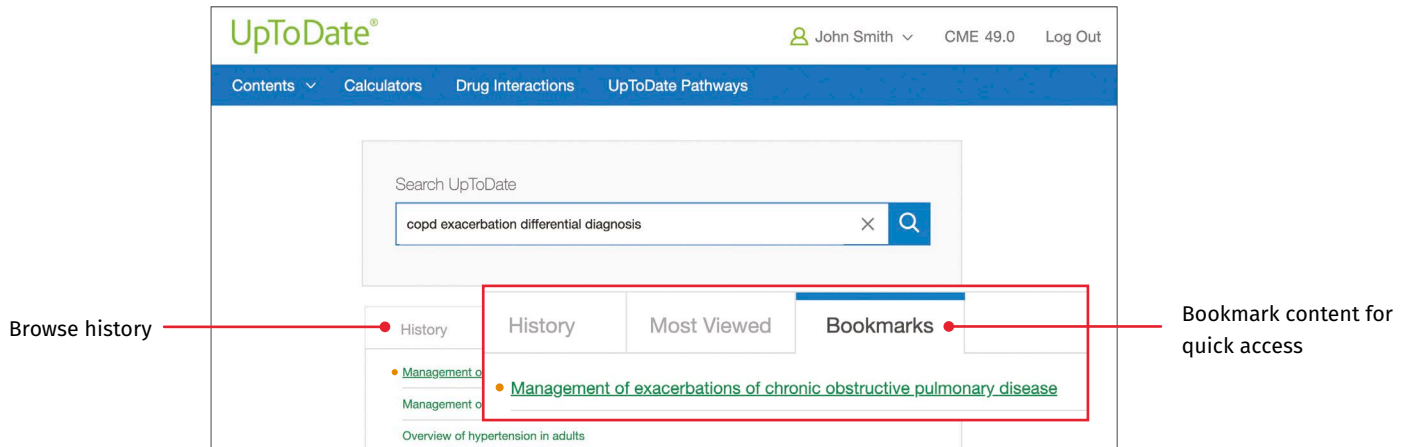 UpToDate®
John Smith CME 49.0 Log Out
Contents Calculators Drug Interactions UpToDate Pathways
Search UpToDate
copd exacerbation differential diagnosis
Browse history
History
History Most Viewed Bookmarks
Bookmark content for
quick access
Management o
Management of exacerbations of chronic obstructive pulmonary disease
Management o
Overview of hypertension in adults